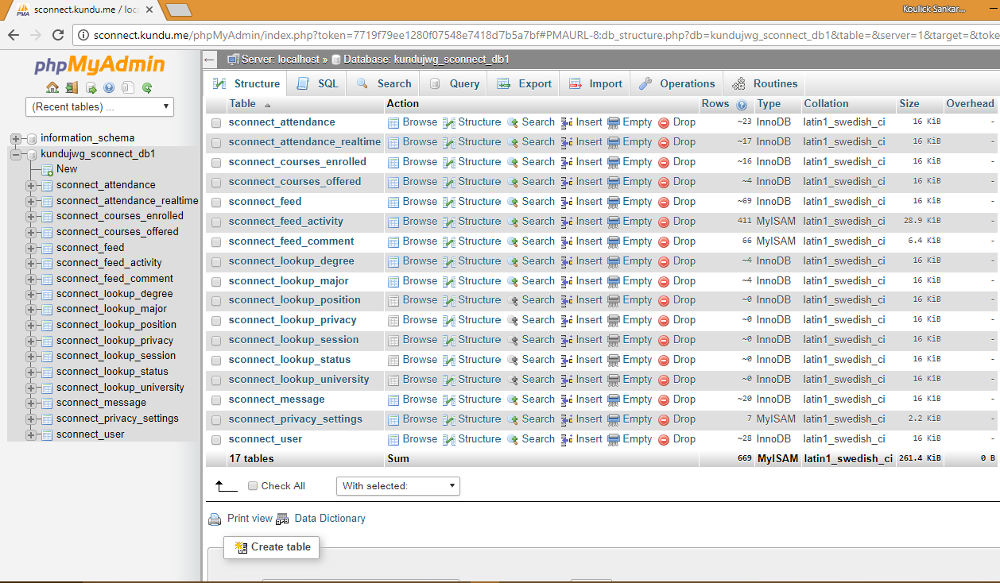 sconnect.kundu.me / loca
Koulick Sankar...
sconnect.kundu.me/phpMyAdmin/index.php?token=7719f79ee1280f07548e7418d7b5a7bf#PMAURL-8:db_structure.php?db=kundujwg_sconnect_db1&table=&server=1&target=&toke
phpMyAdmin
(Recent tables) ...
information_schema
kundujwg_sconnect_db1
New
sconnect_attendance
sconnect_attendance_realtime
sconnect_courses_enrolled
sconnect_courses_offered
sconnect_feed
sconnect_feed_activity
sconnect_feed_comment
sconnect_lookup_degree
sconnect_lookup_major
sconnect_lookup_position
sconnect_lookup_privacy
sconnect_lookup_session
sconnect_lookup_status
sconnect_lookup_university
sconnect_message
sconnect_privacy_settings
sconnect_user
Server: localhost » Database: kundujwg_sconnect_db1
Structure SQL Search Query Export Import Operations Routines
Table Action Rows Type Collation Size Overhead
sconnect_attendance Browse Structure Search Insert Empty Drop ~23 InnoDB latin1_swedish_ci 16 KiB -
sconnect_attendance_realtime Browse Structure Search Insert Empty Drop ~17 InnoDB latin1_swedish_ci 16 KiB -
sconnect_courses_enrolled Browse Structure Search Insert Empty Drop ~16 InnoDB latin1_swedish_ci 16 KiB -
sconnect_courses_offered Browse Structure Search Insert Empty Drop ~4 InnoDB latin1_swedish_ci 16 KiB -
sconnect_feed Browse Structure Search Insert Empty Drop ~69 InnoDB latin1_swedish_ci 16 KiB -
sconnect_feed_activity Browse Structure Search Insert Empty Drop 411 MyISAM latin1_swedish_ci 28.9 KiB -
sconnect_feed_comment Browse Structure Search Insert Empty Drop 66 MyISAM latin1_swedish_ci 6.4 KiB -
sconnect_lookup_degree Browse Structure Search Insert Empty Drop ~4 InnoDB latin1_swedish_ci 16 KiB -
sconnect_lookup_major Browse Structure Search Insert Empty Drop ~4 InnoDB latin1_swedish_ci 16 KiB -
sconnect_lookup_position Browse Structure Search Insert Empty Drop ~0 InnoDB latin1_swedish_ci 16 KiB -
sconnect_lookup_privacy Browse Structure Search Insert Empty Drop ~0 InnoDB latin1_swedish_ci 16 KiB -
sconnect_lookup_session Browse Structure Search Insert Empty Drop ~0 InnoDB latin1_swedish_ci 16 KiB -
sconnect_lookup_status Browse Structure Search Insert Empty Drop ~0 InnoDB latin1_swedish_ci 16 KiB -
sconnect_lookup_university Browse Structure Search Insert Empty Drop ~0 InnoDB latin1_swedish_ci 16 KiB -
sconnect_message Browse Structure Search Insert Empty Drop ~20 InnoDB latin1_swedish_ci 16 KiB -
sconnect_privacy_settings Browse Structure Search Insert Empty Drop 7 MyISAM latin1_swedish_ci 2.2 KiB -
sconnect_user Browse Structure Search Insert Empty Drop ~28 InnoDB latin1_swedish_ci 16 KiB -
17 tables Sum 669 MyISAM latin1_swedish_ci 261.4 KiB 0 B
Check All With selected:
Print view Data Dictionary
Create table